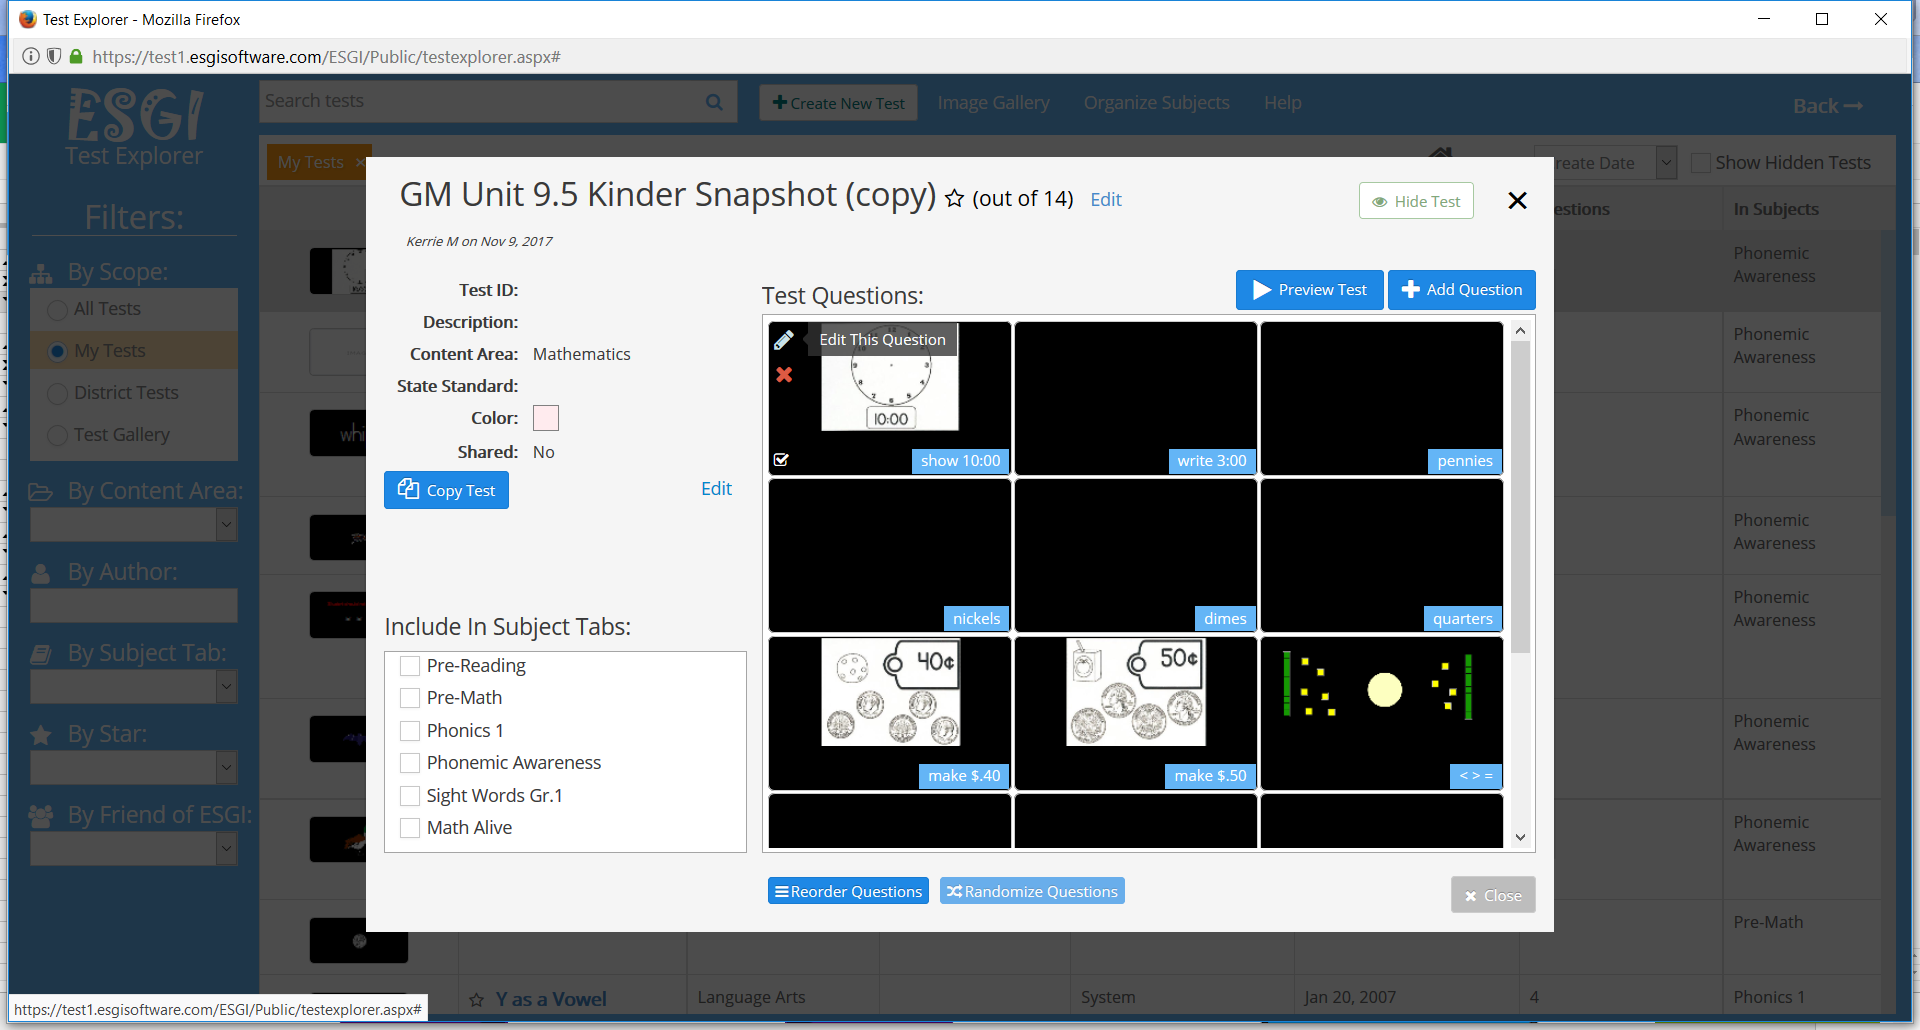 Test Explorer - Mozilla Firefox
https://test1.esgisoftware.com/ESGI/Public/testexplorer.aspx#
ESGI
Test Explorer
Search tests
Create New Test
Image Gallery
Organize Subjects
Help
Back
My Tests ×
reate Date
Show Hidden Tests
Filters:
By Scope:
All Tests
My Tests
District Tests
Test Gallery
By Content Area:
By Author:
By Subject Tab:
By Star:
By Friend of ESGI:
GM Unit 9.5 Kinder Snapshot (copy) (out of 14) Edit
Hide Test
Kerrie M on Nov 9, 2017
Test ID:
Description:
Content Area: Mathematics
State Standard:
Color:
Shared: No
Copy Test
Edit
Include In Subject Tabs:
Pre-Reading
Pre-Math
Phonics 1
Phonemic Awareness
Sight Words Gr.1
Math Alive
Test Questions:
Preview Test
Add Question
Edit This Question
10:00
show 10:00
write 3:00
pennies
nickels
dimes
quarters
40¢
make $.40
50¢
make $.50
< > =
Reorder Questions
Randomize Questions
Close
estions
In Subjects
Phonemic
Awareness
Phonemic
Awareness
Phonemic
Awareness
Phonemic
Awareness
Phonemic
Awareness
Phonemic
Awareness
Phonemic
Awareness
Pre-Math
whi
Y as a Vowel
Language Arts
System
Jan 20, 2007
4
Phonics 1
https://test1.esgisoftware.com/ESGI/Public/testexplorer.aspx#